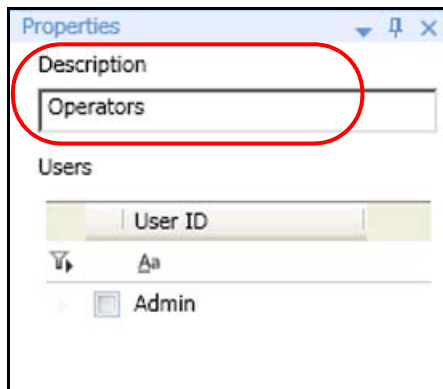 Properties
Description
Operators
Users
User ID
Aa
Admin